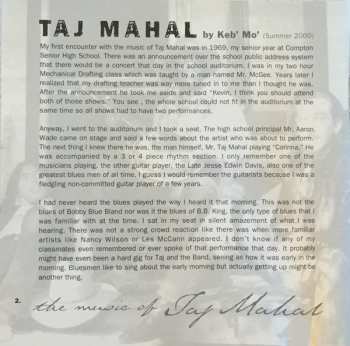 TAJ MAHAL by Keb' Mo' (Summer 2000)
My first encounter with the music of Taj Mahal was in 1969, my senior year at Compton
Senior High School. There was an announcement over the school public address system
that there would be a concert that day in the school auditorium. I was in my two hour
Mechanical Drafting class which was taught by a man named Mr. McGee. Years later I
realized that my drafting teacher was way more tuned in to me than I thought he was.
After the announcement he took me aside and said "Kevin, I think you should attend
both of those shows." You see , the whole school could not fit in the auditorium at the
same time so all shows had to have two performances.
Anyway, I went to the auditorium and I took a seat. The high school principal Mr. Aaron
Wade came on stage and said a few words about the artist who was about to perform.
The next thing I knew there he was, the man himself, Mr. Taj Mahal playing "Corinna." He
was accompanied by a 3 or 4 piece rhythm section. I only remember one of the
musicians playing, the other guitar player, the Late Jesse Edwin Davis, also one of the
greatest blues men of all time. I guess I would remember the guitarists because I was a
fledgling non-committed guitar player of a few years.
I had never heard the blues played the way I heard it that morning. This was not the
blues of Bobby Blue Bland nor was it the blues of B.B. King, the only type of blues that I
was familiar with at the time. I sat in my seat in silent amazement of what I was
hearing. There was not a strong crowd reaction like there was when more familiar
artists like Nancy Wilson or Les McCann appeared. I don't know if any of my
classmates even remembered or ever spoke of that performance that day. It probably
might have even been a hard gig for Taj and the Band, seeing as how it was early in the
morning. Bluesmen like to sing about the early morning but actually getting up might be
another thing.
2.
the music of Taj Mahal